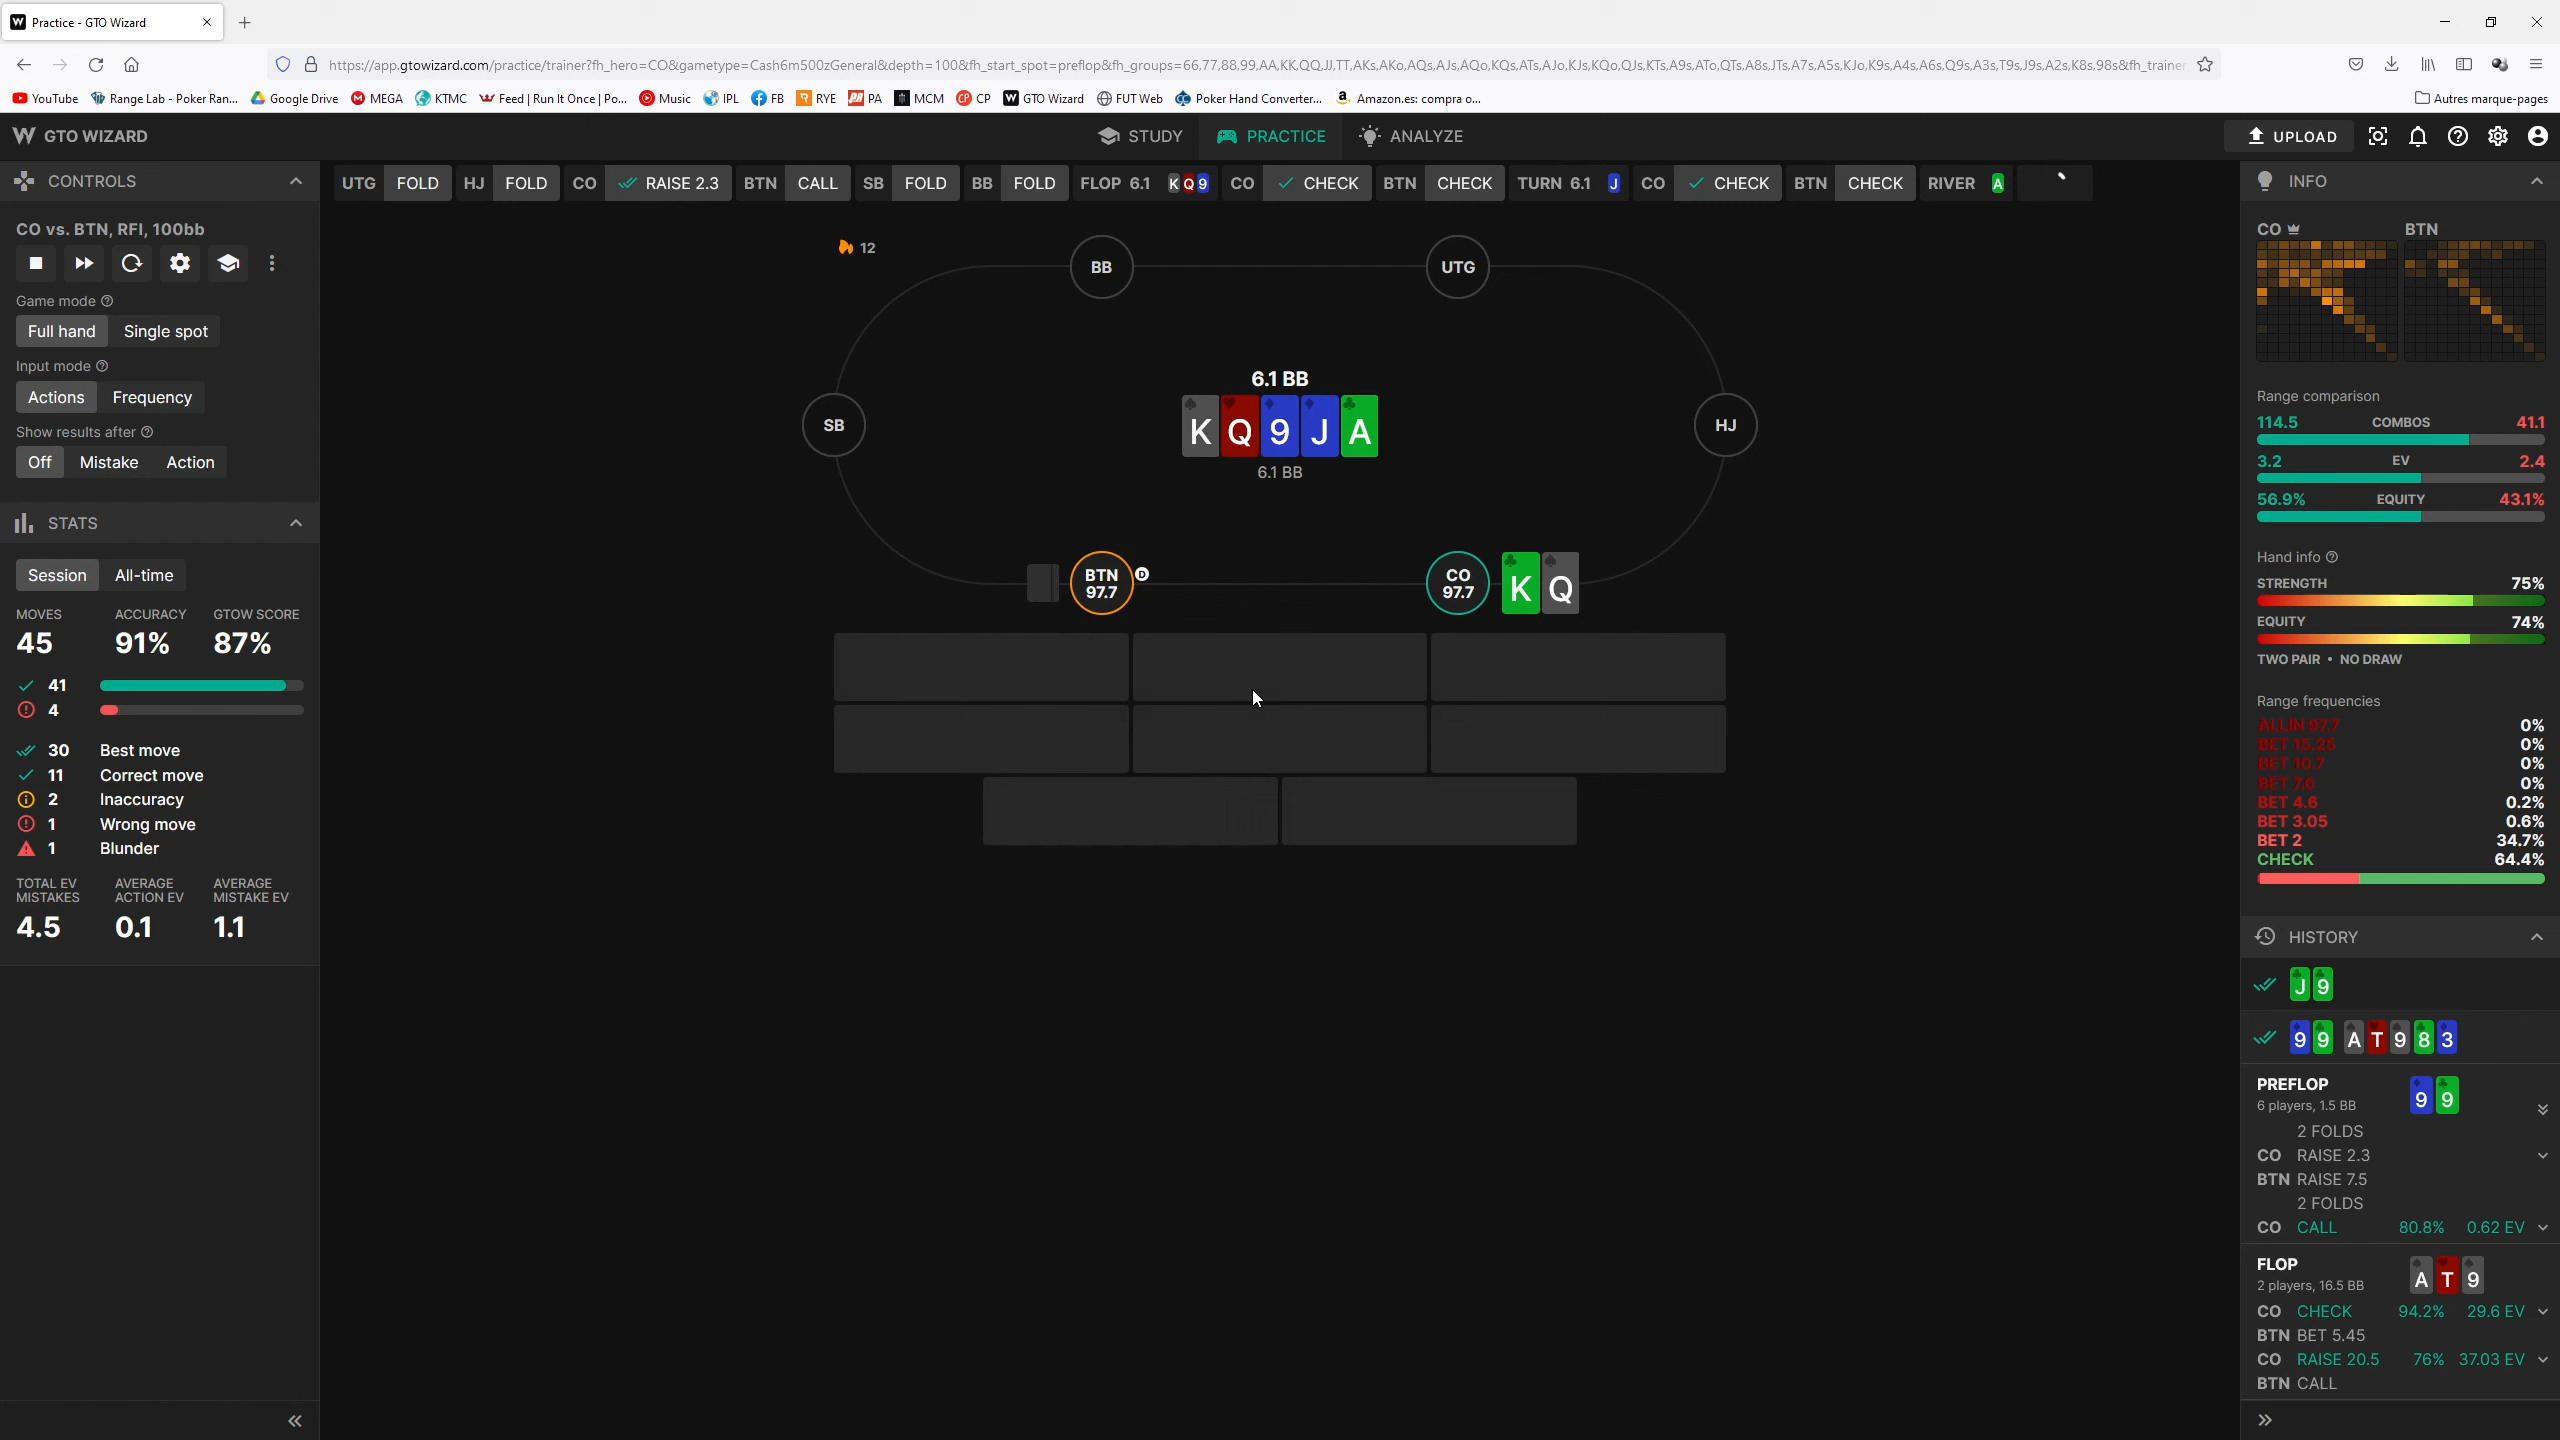 Practice - GTO Wizard
https://app.gtowizard.com/practice/trainer?fh_hero=CO&gametype=Cash6m500zGeneral&depth=100&fh_start_spot=preflop&fh_groups=66,77,88,99,AA,KK,QQ,JJ,TT,AKs,AKo,AQs,AJs,AQo,KQs,ATs,AJo,KJs,KQo,QJs,KTs,A9s,ATo,QTs,A8s,JTs,A7s,A5s,KJo,K9s,A4s,A6s,Q9s,A3s,T9s,J9s,A2s,K8s,98s&fh_trainer
YouTube Range Lab - Poker Ran... Google Drive MEGA KTMC Feed | Run It Once | Po... Music IPL FB RYE PA MCM CP GTO Wizard FUT Web Poker Hand Converter... Amazon.es: compra o... Autres marque-pages
GTO WIZARD STUDY PRACTICE ANALYZE UPLOAD
CONTROLS
CO vs. BTN, RFI, 100bb
Game mode
Full hand Single spot
Input mode
Actions Frequency
Show results after
Off Mistake Action
STATS
Session All-time
MOVES ACCURACY GTOW SCORE
45 91% 87%
41
4
30 Best move
11 Correct move
2 Inaccuracy
1 Wrong move
1 Blunder
TOTAL EV MISTAKES AVERAGE ACTION EV AVERAGE MISTAKE EV
4.5 0.1 1.1
UTG FOLD HJ FOLD CO RAISE 2.3 BTN CALL SB FOLD BB FOLD FLOP 6.1 K Q 9 CO CHECK BTN CHECK TURN 6.1 J CO CHECK BTN CHECK RIVER A
12
BB UTG
6.1 BB
SB K Q 9 J A HJ
6.1 BB
BTN 97.7 D CO 97.7 K Q
INFO
CO BTN
Range comparison
114.5 COMBOS 41.1
3.2 EV 2.4
56.9% EQUITY 43.1%
Hand info
STRENGTH 75%
EQUITY 74%
TWO PAIR • NO DRAW
Range frequencies
ALLIN 97.7 0%
BET 15.25 0%
BET 10.7 0%
BET 7.6 0%
BET 4.6 0.2%
BET 3.05 0.6%
BET 2 34.7%
CHECK 64.4%
HISTORY
J 9
9 9 A T 9 8 3
PREFLOP 9 9
6 players, 1.5 BB
2 FOLDS
CO RAISE 2.3
BTN RAISE 7.5
2 FOLDS
CO CALL 80.8% 0.62 EV
FLOP A T 9
2 players, 16.5 BB
CO CHECK 94.2% 29.6 EV
BTN BET 5.45
CO RAISE 20.5 76% 37.03 EV
BTN CALL